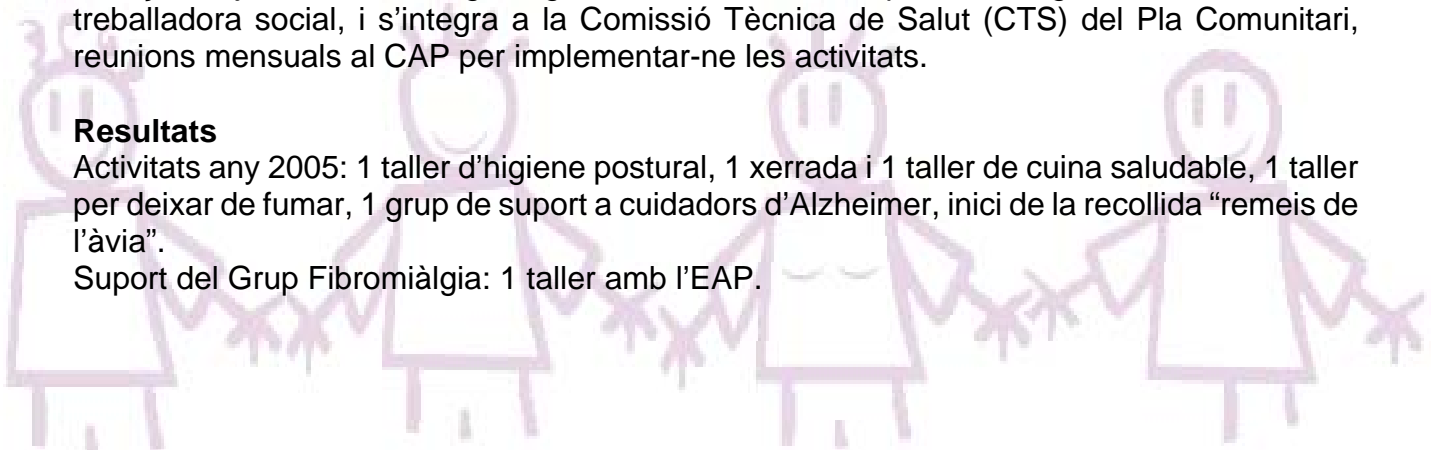 treballadora social, i s’integra a la Comissió Tècnica de Salut (CTS) del Pla Comunitari,
reunions mensuals al CAP per implementar-ne les activitats.
Resultats
Activitats any 2005: 1 taller d’higiene postural, 1 xerrada i 1 taller de cuina saludable, 1 taller
per deixar de fumar, 1 grup de suport a cuidadors d’Alzheimer, inici de la recollida “remeis de
l’àvia”.
Suport del Grup Fibromiàlgia: 1 taller amb l’EAP.